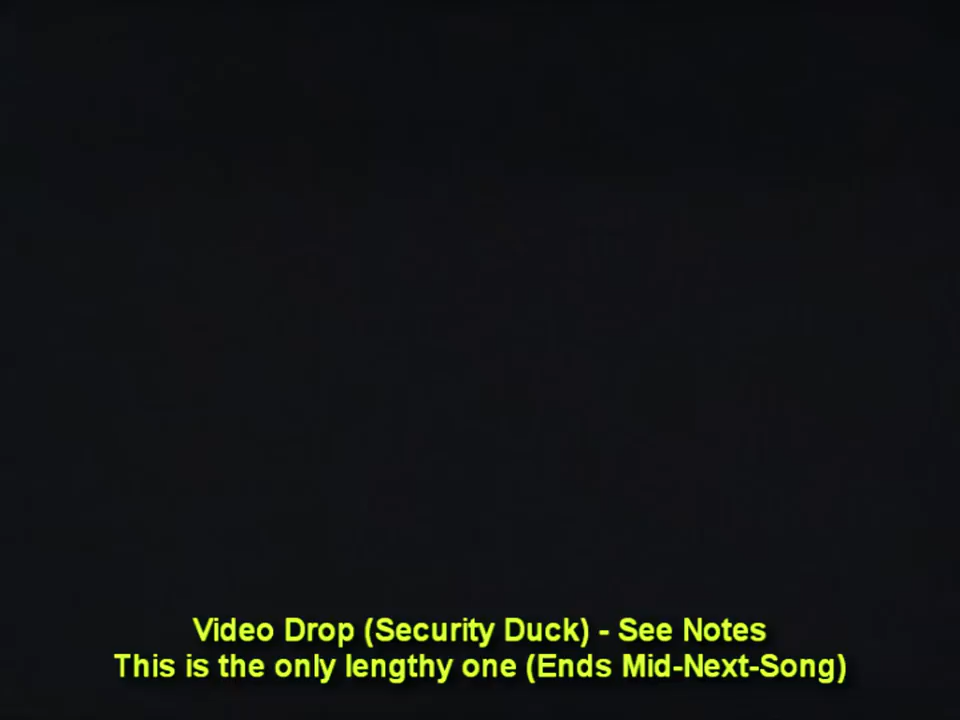 Video Drop (Security Duck) - See Notes
This is the only lengthy one (Ends Mid-Next-Song)